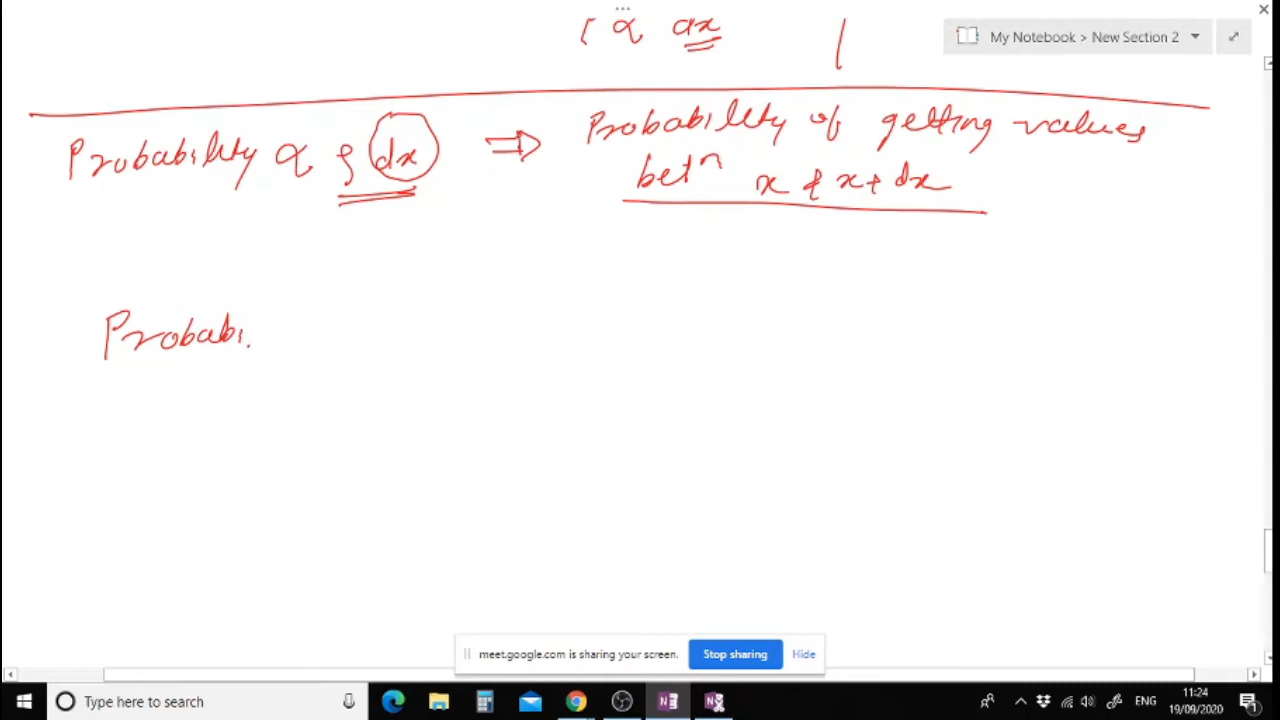 ∝ dx
My Notebook > New Section 2
Probability ∝ ρ dx ⇒ Probability of getting values
betⁿ x & x + dx
Probabi
meet.google.com is sharing your screen. Stop sharing Hide
Type here to search
ENG
11:24
19/09/2020
1